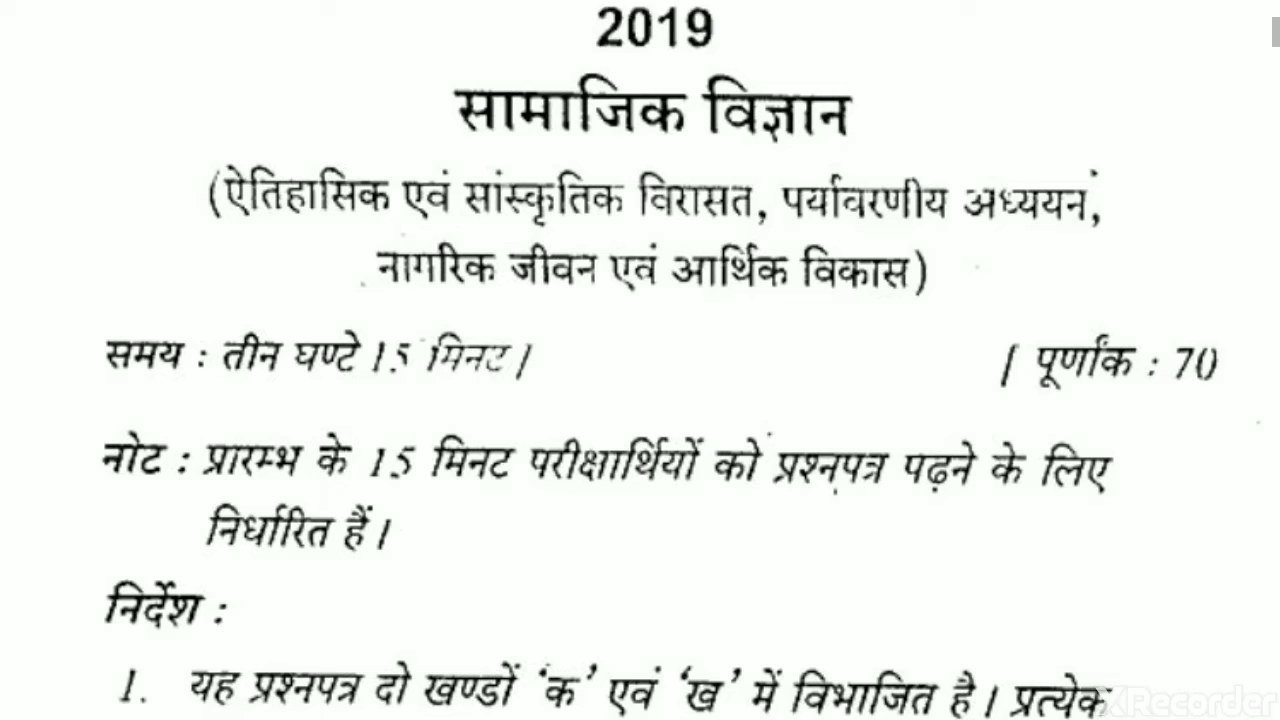 2019
सामाजिक विज्ञान
(ऐतिहासिक एवं सांस्कृतिक विरासत, पर्यावरणीय अध्ययन,
नागरिक जीवन एवं आर्थिक विकास)
समय : तीन घण्टे 15 मिनट । [ पूर्णांक : 70
नोट : प्रारम्भ के 15 मिनट परीक्षार्थियों को प्रश्नपत्र पढ़ने के लिए
निर्धारित हैं ।
निर्देश :
1. यह प्रश्नपत्र दो खण्डों ‘क’ एवं ‘ख’ में विभाजित है । प्रत्येक
XRecorder